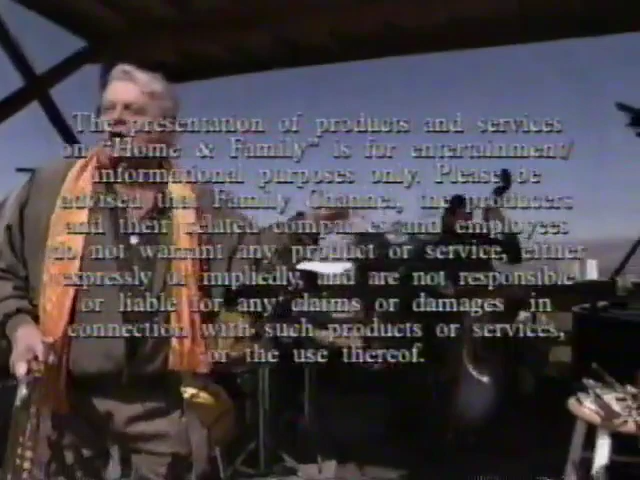 The presentation of products and services
on "Home & Family" is for entertainment/
informational purposes only. Please be
advised that Family Channel, the producers
and their related companies and employees
do not warrant any product or service, either
expressly or impliedly, and are not responsible
or liable for any claims or damages in
connection with such products or services,
or the use thereof.